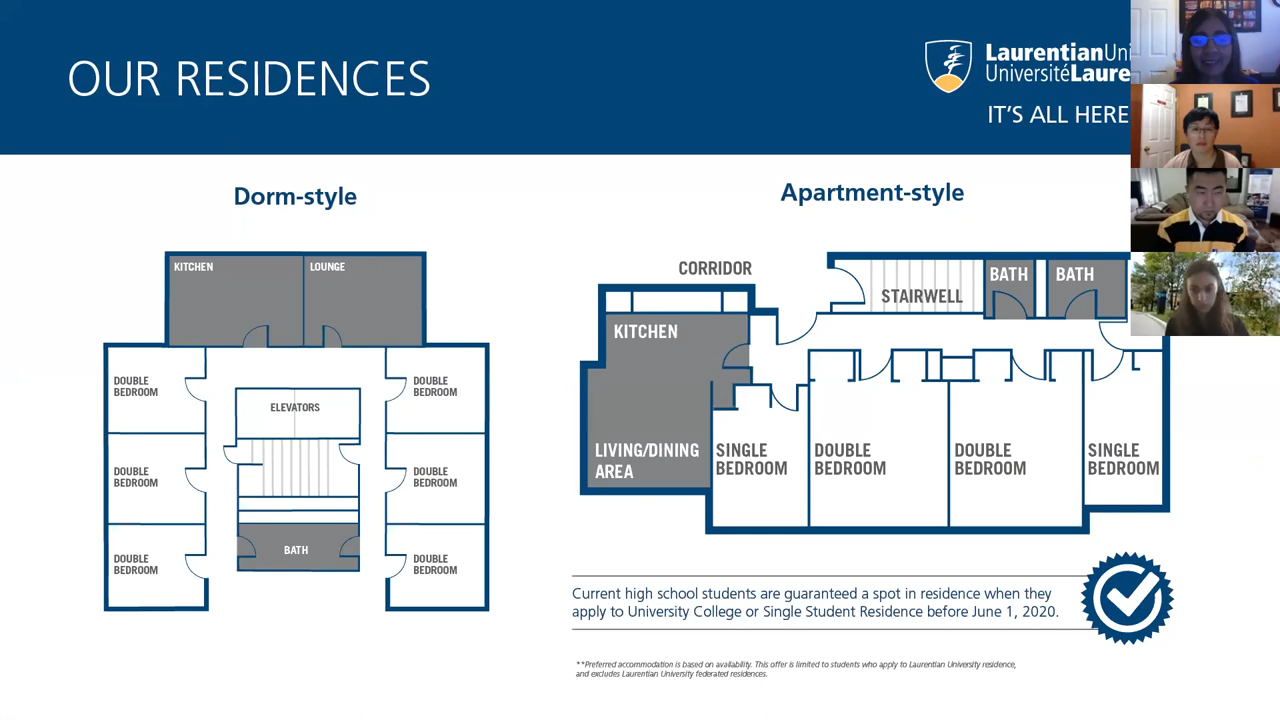 OUR RESIDENCES
LaurentianUni
UniversitéLaure
IT'S ALL HERE
Dorm-style
Apartment-style
KITCHEN
LOUNGE
DOUBLE
BEDROOM
DOUBLE
BEDROOM
ELEVATORS
DOUBLE
BEDROOM
DOUBLE
BEDROOM
BATH
DOUBLE
BEDROOM
DOUBLE
BEDROOM
CORRIDOR
STAIRWELL
BATH
BATH
KITCHEN
LIVING/DINING
AREA
SINGLE
BEDROOM
DOUBLE
BEDROOM
DOUBLE
BEDROOM
SINGLE
BEDROOM
Current high school students are guaranteed a spot in residence when they
apply to University College or Single Student Residence before June 1, 2020.
**Preferred accommodation is based on availability. This offer is limited to students who apply to Laurentian University residence,
and excludes Laurentian University federated residences.